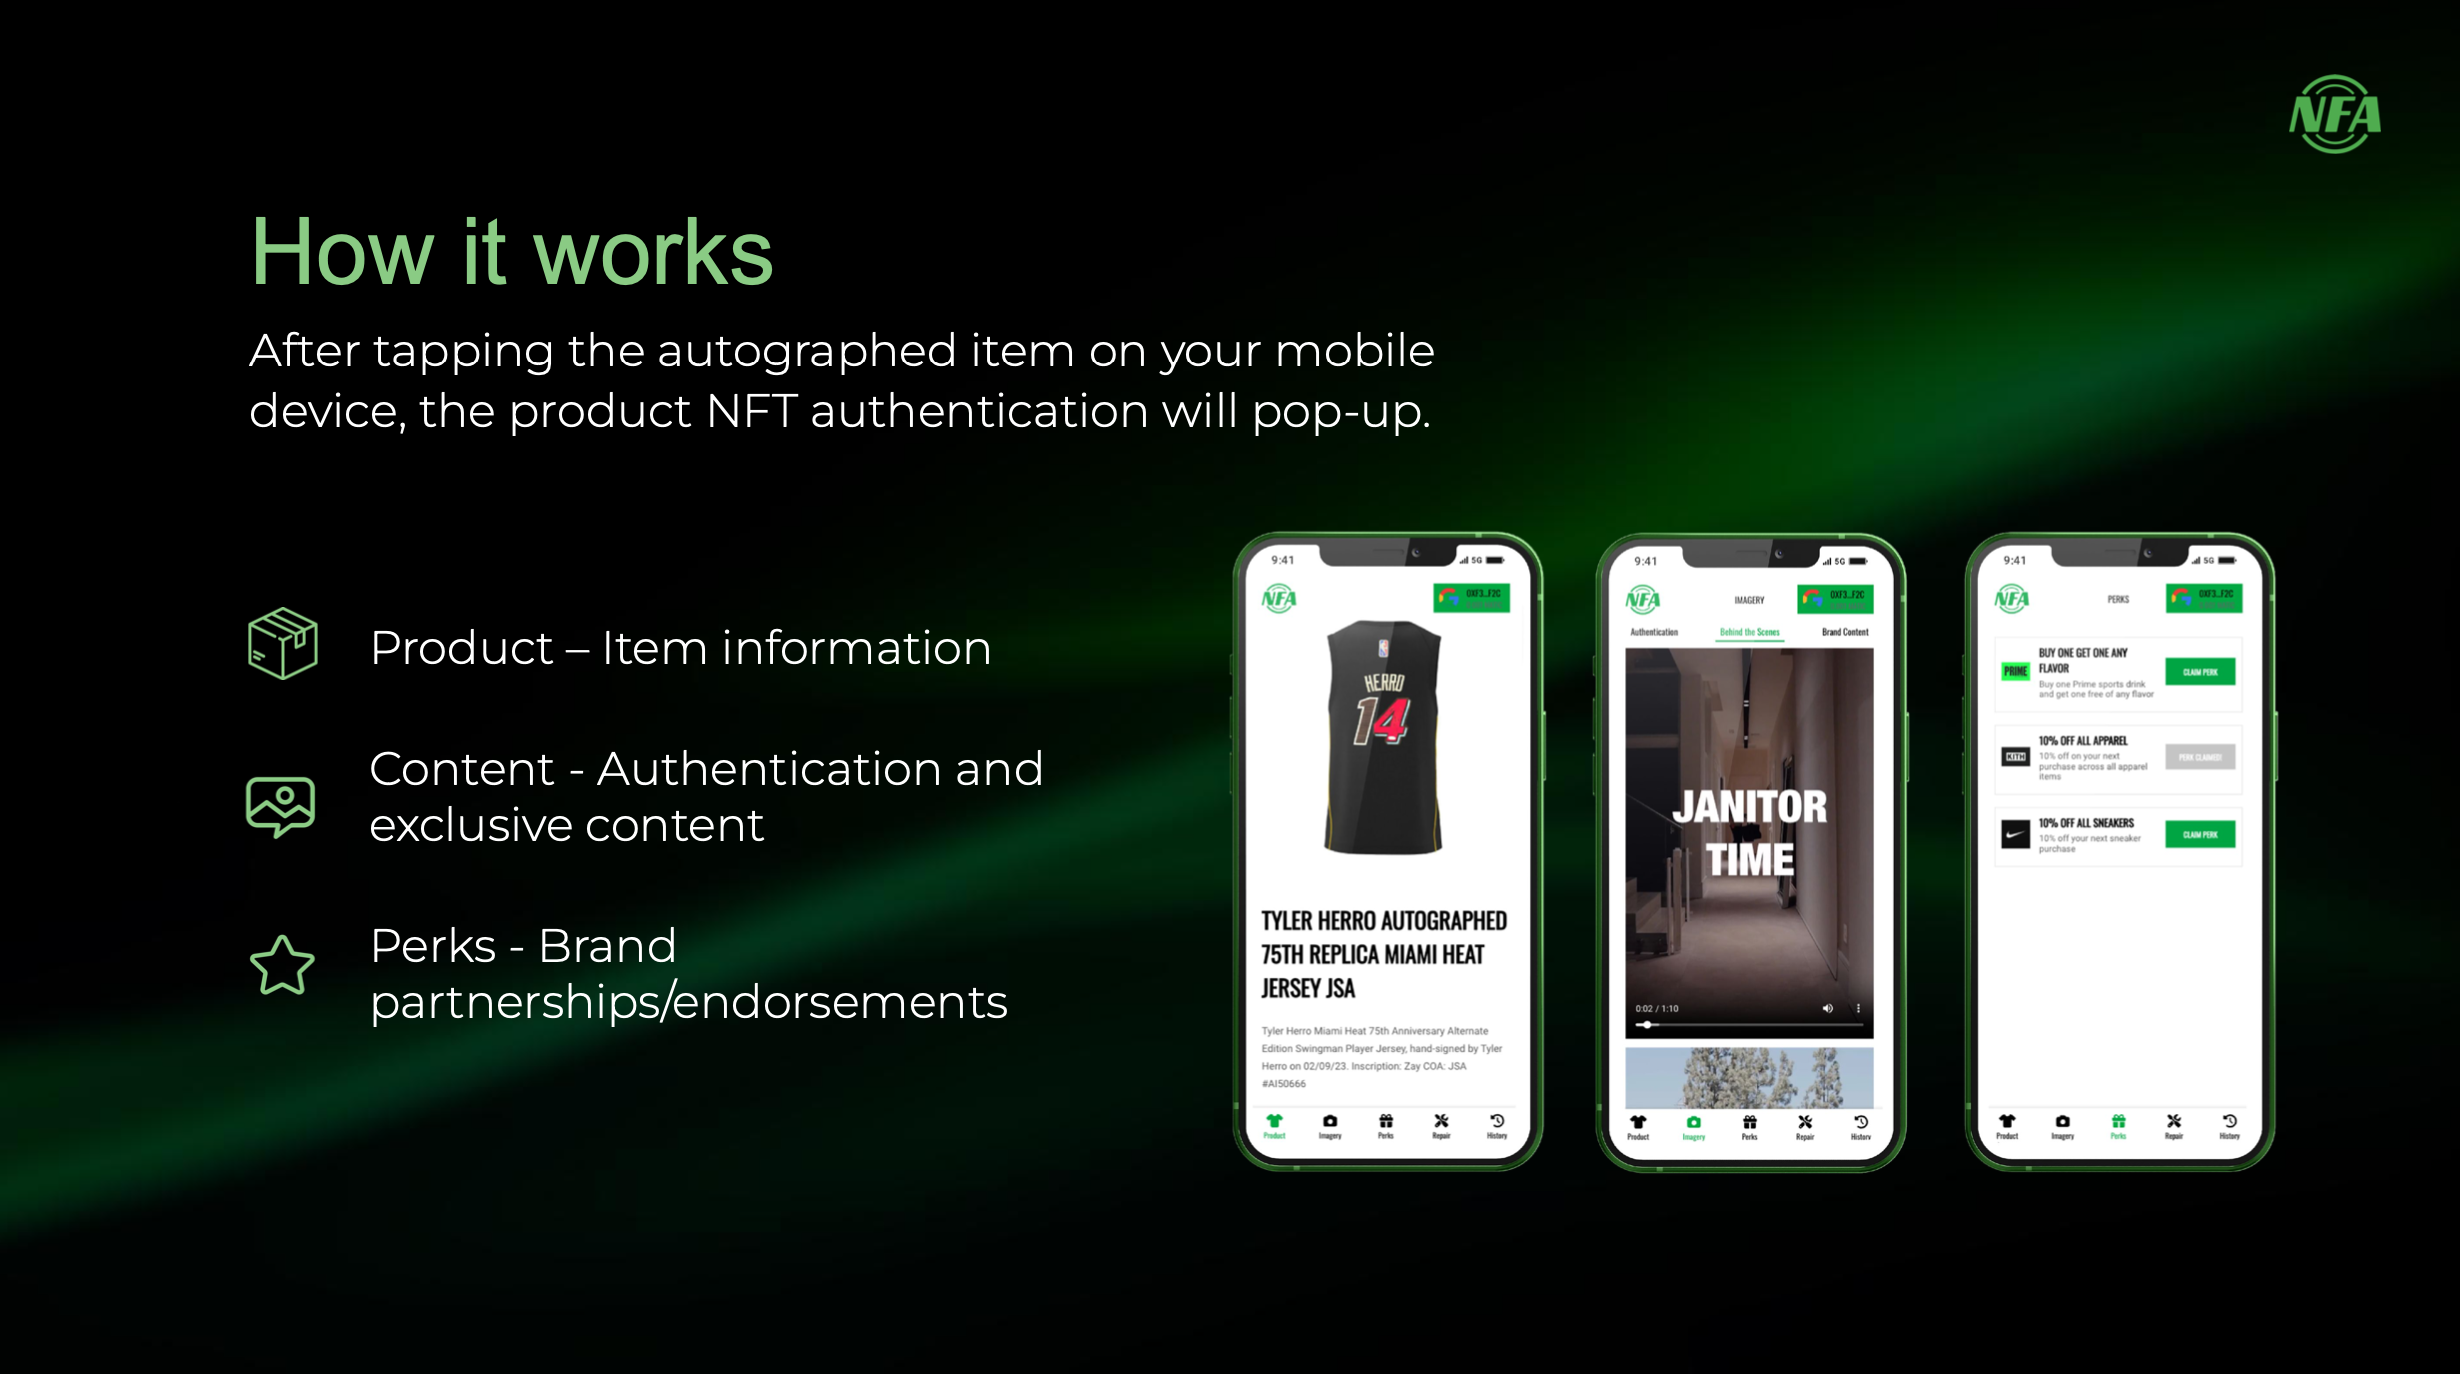 NFA
How it works
After tapping the autographed item on your mobile
device, the product NFT authentication will pop-up.
Product – Item information
Content - Authentication and
exclusive content
Perks - Brand
partnerships/endorsements
9:41
5G
NFA
0XF3...F2C
HERRO
14
TYLER HERRO AUTOGRAPHED
75TH REPLICA MIAMI HEAT
JERSEY JSA
Tyler Herro Miami Heat 75th Anniversary Alternate
Edition Swingman Player Jersey, hand-signed by Tyler
Herro on 02/09/23. Inscription: Zay COA: JSA
#AI50666
Product Imagery Perks Repair History
9:41
5G
NFA
IMAGERY
0XF3...F2C
Authentication Behind the Scenes Brand Content
JANITOR
TIME
0:02 / 1:10
Product Imagery Perks Repair History
9:41
5G
NFA
PERKS
0XF3...F2C
PRIME
BUY ONE GET ONE ANY
FLAVOR
Buy one Prime sports drink
and get one free of any flavor
CLAIM PERK
KITH
10% OFF ALL APPAREL
10% off on your next
purchase across all apparel
items
PERK CLAIMED!
10% OFF ALL SNEAKERS
10% off your next sneaker
purchase
CLAIM PERK
Product Imagery Perks Repair History